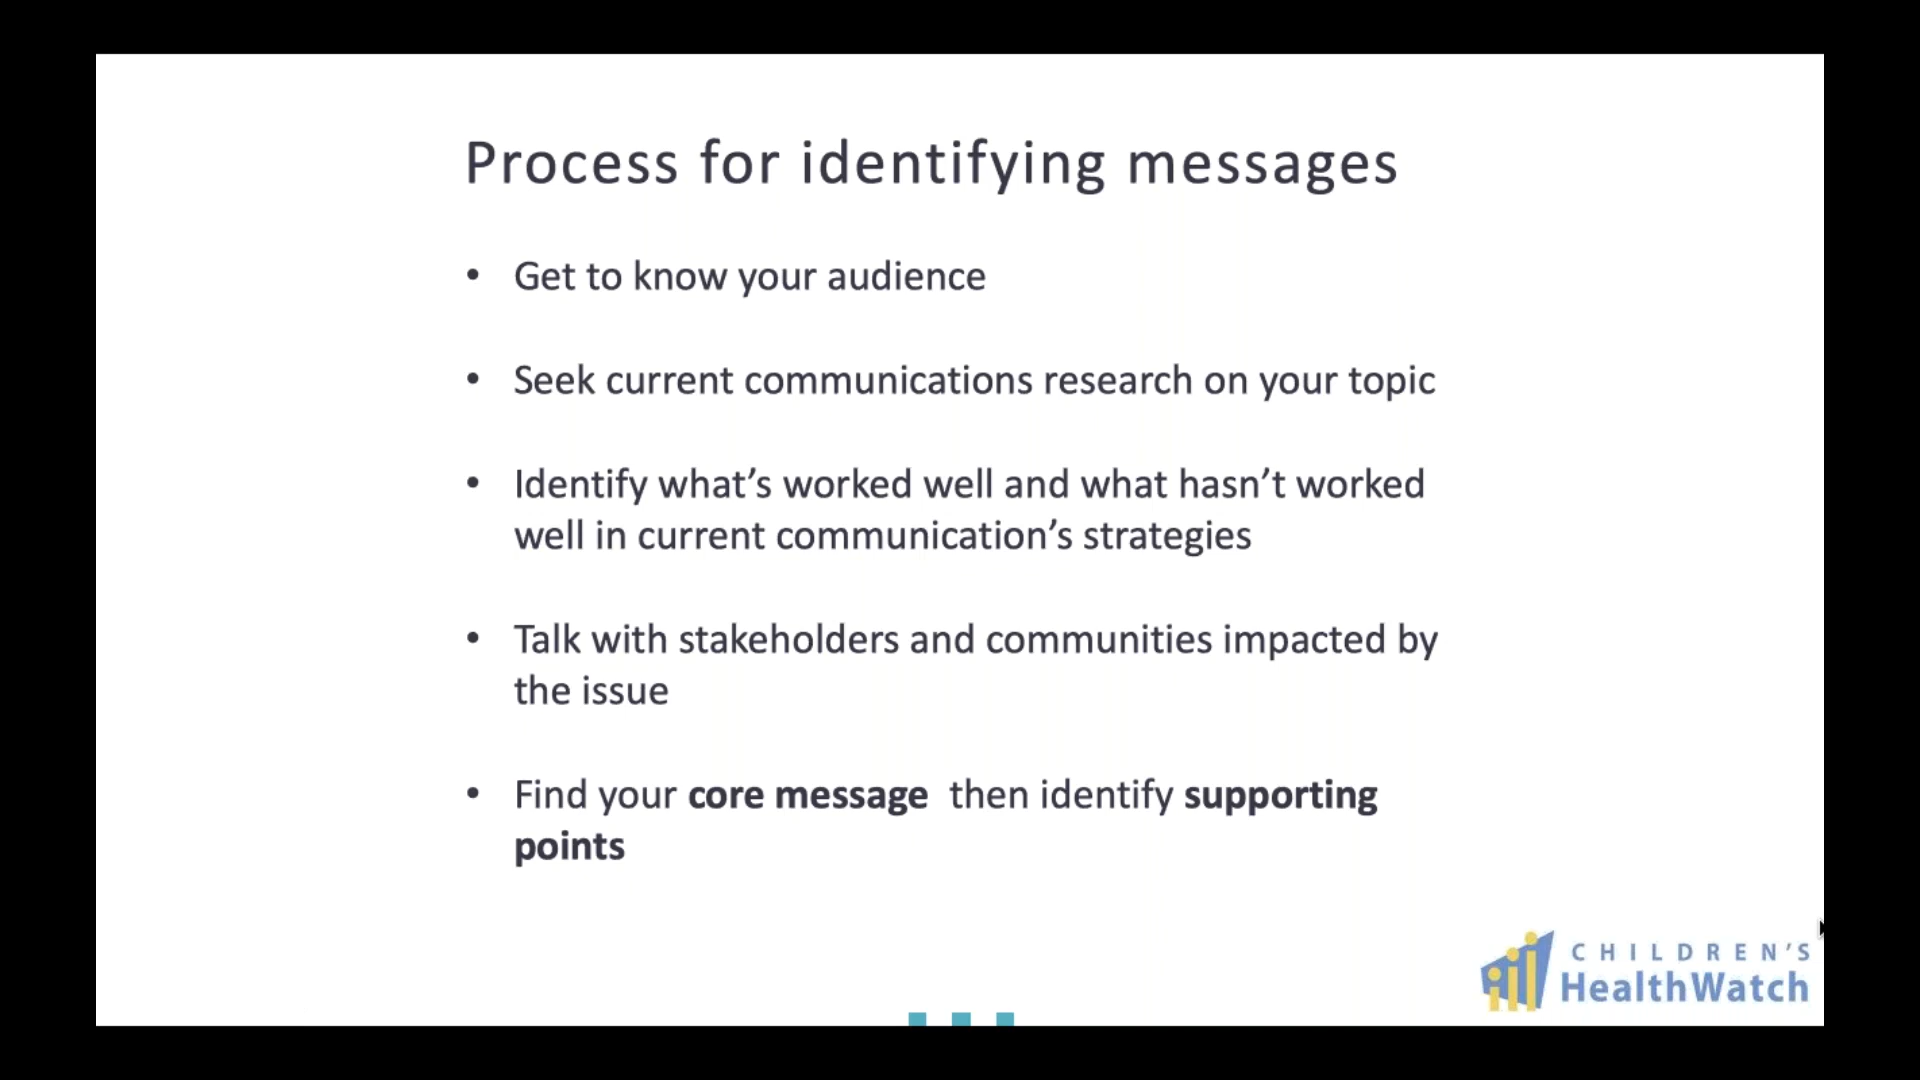 Process for identifying messages
• Get to know your audience
• Seek current communications research on your topic
• Identify what’s worked well and what hasn’t worked
well in current communication’s strategies
• Talk with stakeholders and communities impacted by
the issue
• Find your core message  then identify supporting
points
CHILDREN’S
HealthWatch